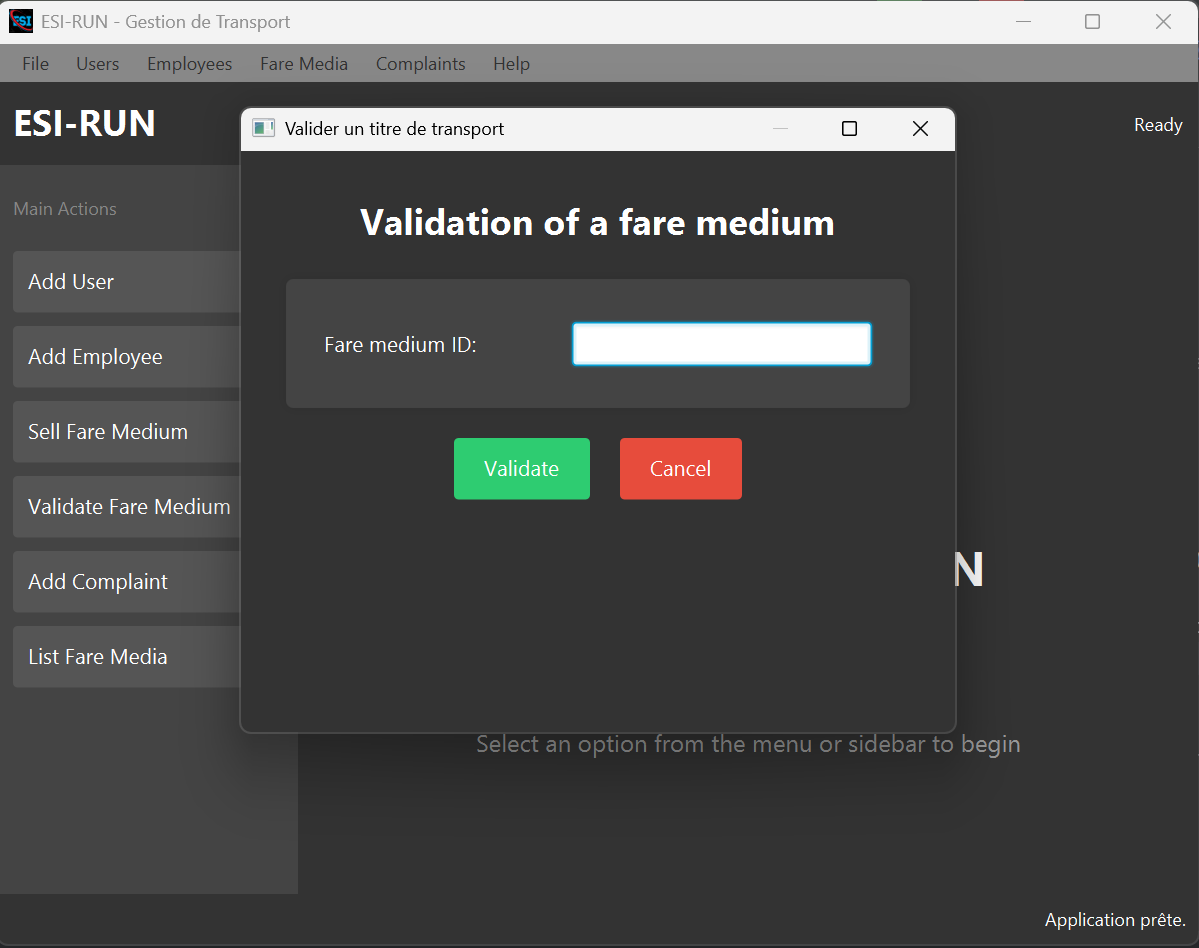 ESI ESI-RUN - Gestion de Transport
File Users Employees Fare Media Complaints Help
ESI-RUN
Ready
Main Actions
Add User
Add Employee
Sell Fare Medium
Validate Fare Medium
Add Complaint
List Fare Media
Valider un titre de transport
Validation of a fare medium
Fare medium ID:
Validate Cancel
N
Select an option from the menu or sidebar to begin
Application prête.